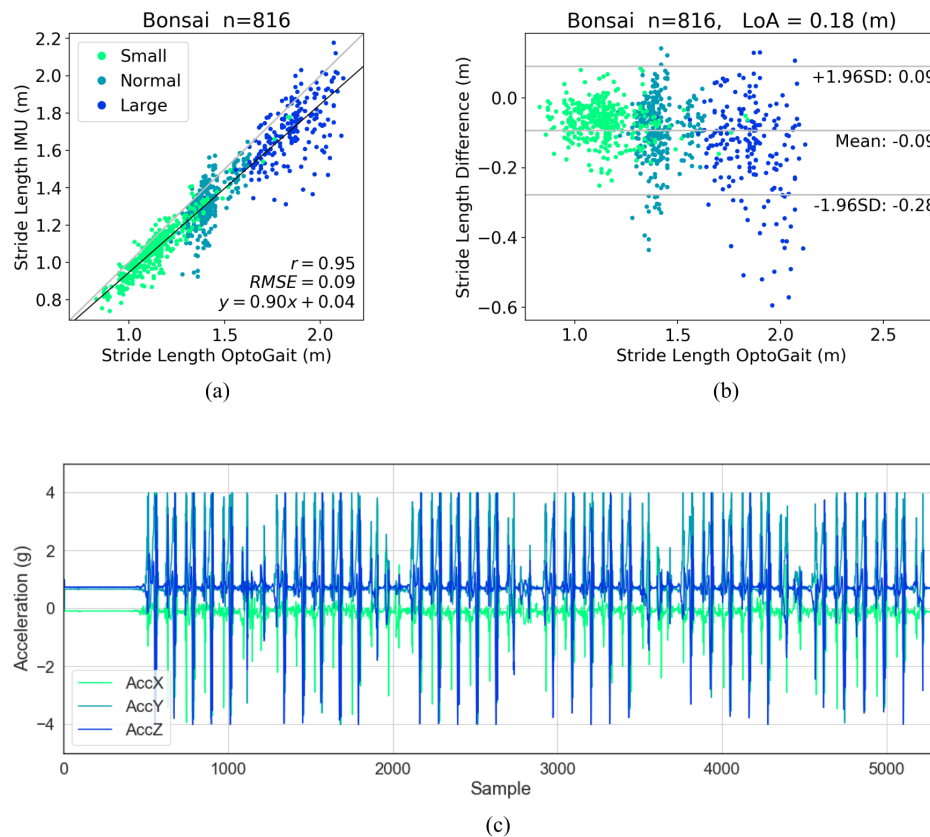 Bonsai n=816
2.2
2.0
1.8
1.6
1.4
1.2
1.0
0.8
Stride Length IMU (m)
Small
Normal
Large
r = 0.95
RMSE = 0.09
y = 0.90x + 0.04
1.0
1.5
2.0
Stride Length OptoGait (m)
(a)
Bonsai n=816, LoA = 0.18 (m)
0.0
−0.2
−0.4
−0.6
Stride Length Difference (m)
+1.96SD: 0.09
Mean: -0.09
-1.96SD: -0.28
1.0
1.5
2.0
2.5
Stride Length OptoGait (m)
(b)
4
2
0
−2
−4
Acceleration (g)
AccX
AccY
AccZ
0
1000
2000
3000
4000
5000
Sample
(c)